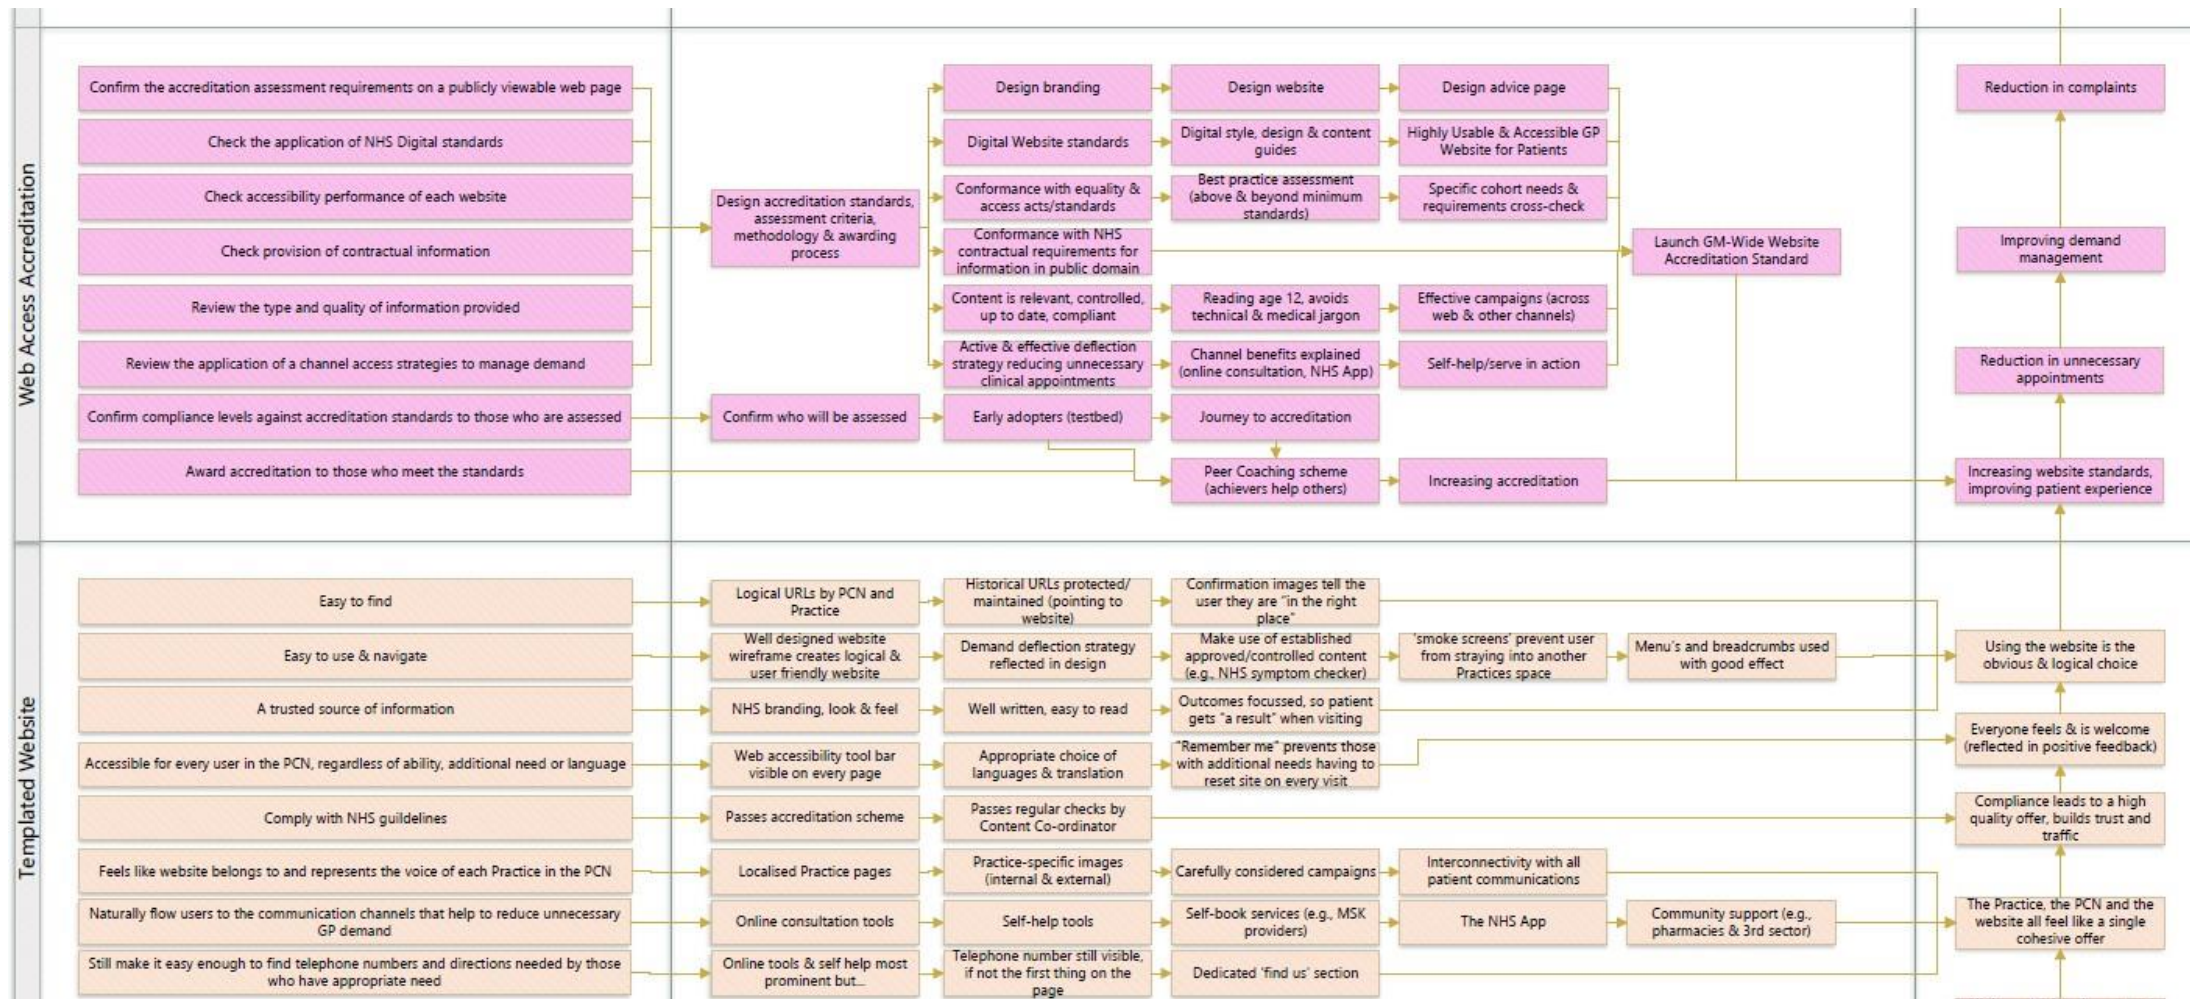 Web Access Accreditation
Confirm the accreditation assessment requirements on a publicly viewable web page
Check the application of NHS Digital standards
Check accessibility performance of each website
Check provision of contractual information
Review the type and quality of information provided
Review the application of a channel access strategies to manage demand
Confirm compliance levels against accreditation standards to those who are assessed
Award accreditation to those who meet the standards
Design accreditation standards,
assessment criteria,
methodology & awarding
process
Design branding
Design website
Design advice page
Digital Website standards
Digital style, design & content
guides
Highly Usable & Accessible GP
Website for Patients
Conformance with equality &
access acts/standards
Best practice assessment
(above & beyond minimum
standards)
Specific cohort needs &
requirements cross-check
Conformance with NHS
contractual requirements for
information in public domain
Content is relevant, controlled,
up to date, compliant
Reading age 12, avoids
technical & medical jargon
Effective campaigns (across
web & other channels)
Active & effective deflection
strategy reducing unnecessary
clinical appointments
Channel benefits explained
(online consultation, NHS App)
Self-help/serve in action
Launch GM-Wide Website
Accreditation Standard
Confirm who will be assessed
Early adopters (testbed)
Journey to accreditation
Peer Coaching scheme
(achievers help others)
Increasing accreditation
Reduction in complaints
Improving demand
management
Reduction in unnecessary
appointments
Increasing website standards,
improving patient experience
Templated Website
Easy to find
Logical URLs by PCN and
Practice
Historical URLs protected/
maintained (pointing to
website)
Confirmation images tell the
user they are "in the right
place"
Easy to use & navigate
Well designed website
wireframe creates logical &
user friendly website
Demand deflection strategy
reflected in design
Make use of established
approved/controlled content
(e.g., NHS symptom checker)
'smoke screens' prevent user
from straying into another
Practices space
Menu's and breadcrumbs used
with good effect
Using the website is the
obvious & logical choice
A trusted source of information
NHS branding, look & feel
Well written, easy to read
Outcomes focussed, so patient
gets "a result" when visiting
Accessible for every user in the PCN, regardless of ability, additional need or language
Web accessibility tool bar
visible on every page
Appropriate choice of
languages & translation
"Remember me" prevents those
with additional needs having to
reset site on every visit
Everyone feels & is welcome
(reflected in positive feedback)
Comply with NHS guildelines
Passes accreditation scheme
Passes regular checks by
Content Co-ordinator
Compliance leads to a high
quality offer, builds trust and
traffic
Feels like website belongs to and represents the voice of each Practice in the PCN
Localised Practice pages
Practice-specific images
(internal & external)
Carefully considered campaigns
Interconnectivity with all
patient communications
Naturally flow users to the communication channels that help to reduce unnecessary
GP demand
Online consultation tools
Self-help tools
Self-book services (e.g., MSK
providers)
The NHS App
Community support (e.g.,
pharmacies & 3rd sector)
The Practice, the PCN and the
website all feel like a single
cohesive offer
Still make it easy enough to find telephone numbers and directions needed by those
who have appropriate need
Online tools & self help most
prominent but...
Telephone number still visible,
if not the first thing on the
page
Dedicated 'find us' section